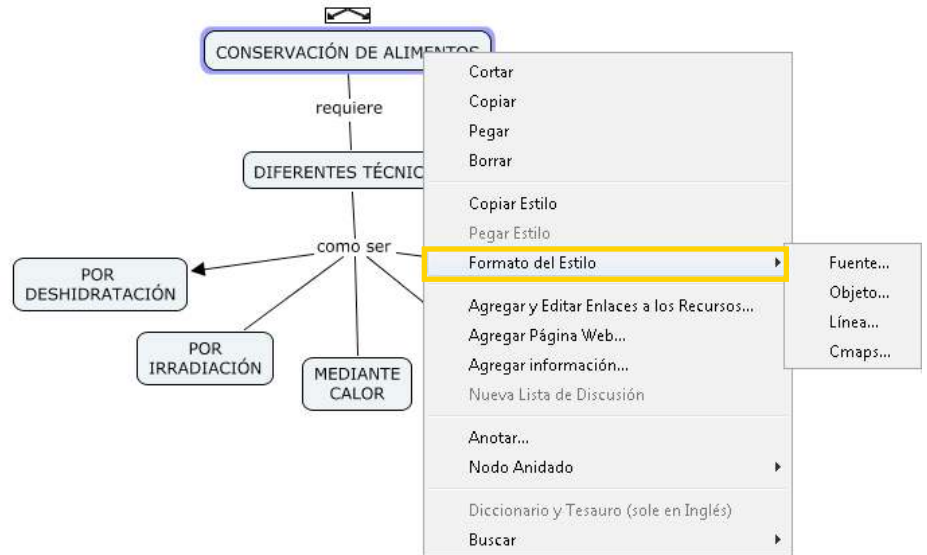 CONSERVACIÓN DE ALIMENTOS
requiere
DIFERENTES
como ser
POR
DESHIDRATACIÓN
POR
IRRADIACIÓN
MEDIANTE
CALOR
Cortar
Copiar
Pegar
Borrar
Copiar Estilo
Pegar Estilo
Formato del Estilo
Agregar y Editar Enlaces a los Recursos...
Agregar Página Web...
Agregar información...
Nueva Lista de Discusión
Anotar...
Nodo Anidado
Diccionario y Tesauro (sole en Inglés)
Buscar
Fuente...
Objeto...
Línea...
Cmaps...